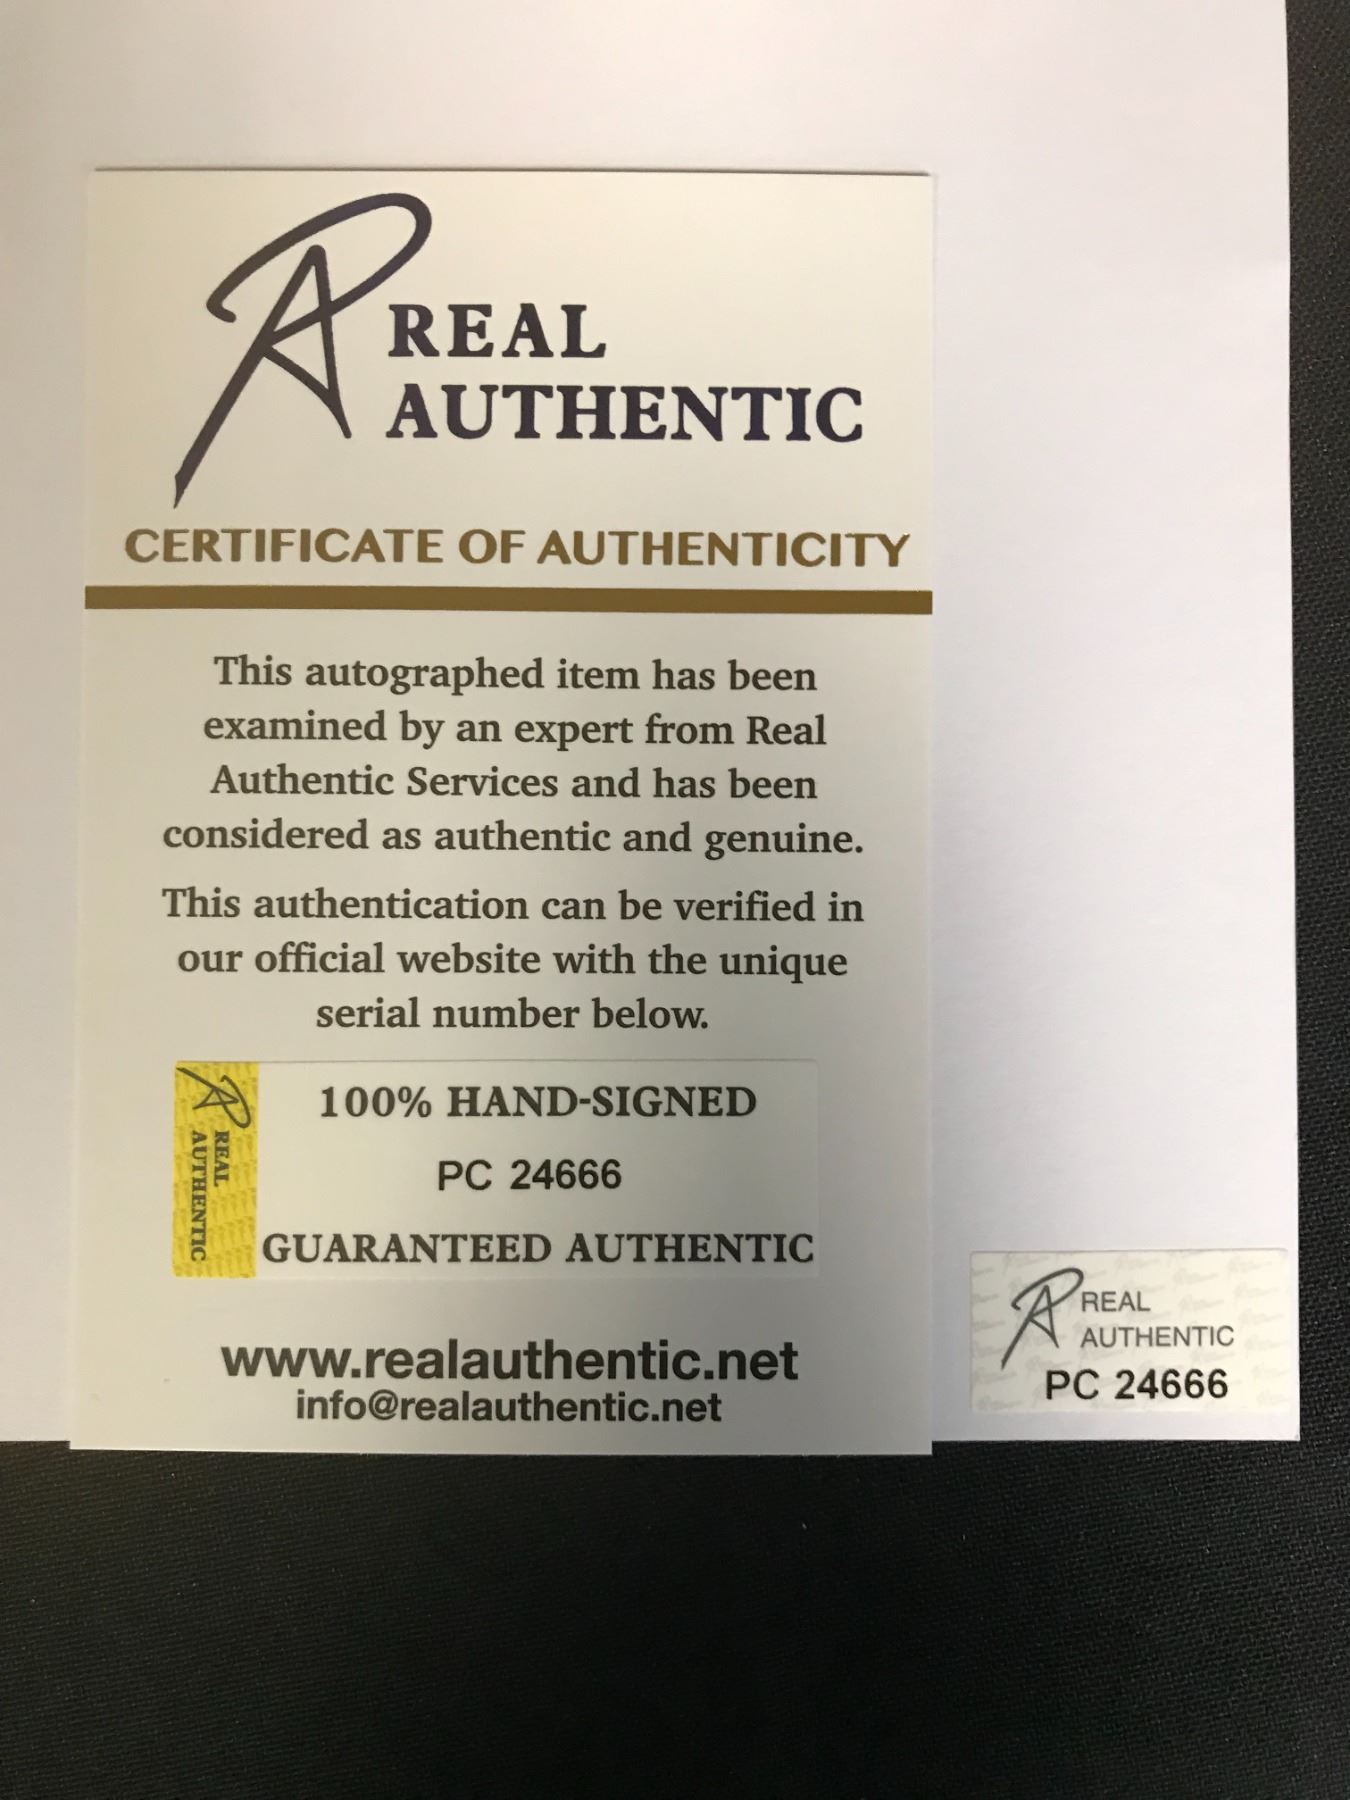 REAL
AUTHENTIC
CERTIFICATE OF AUTHENTICITY
This autographed item has been
examined by an expert from Real
Authentic Services and has been
considered as authentic and genuine.
This authentication can be verified in
our official website with the unique
serial number below.
REAL
AUTHENTIC
100% HAND-SIGNED
PC 24666
GUARANTEED AUTHENTIC
www.realauthentic.net
info@realauthentic.net
REAL
AUTHENTIC
PC 24666